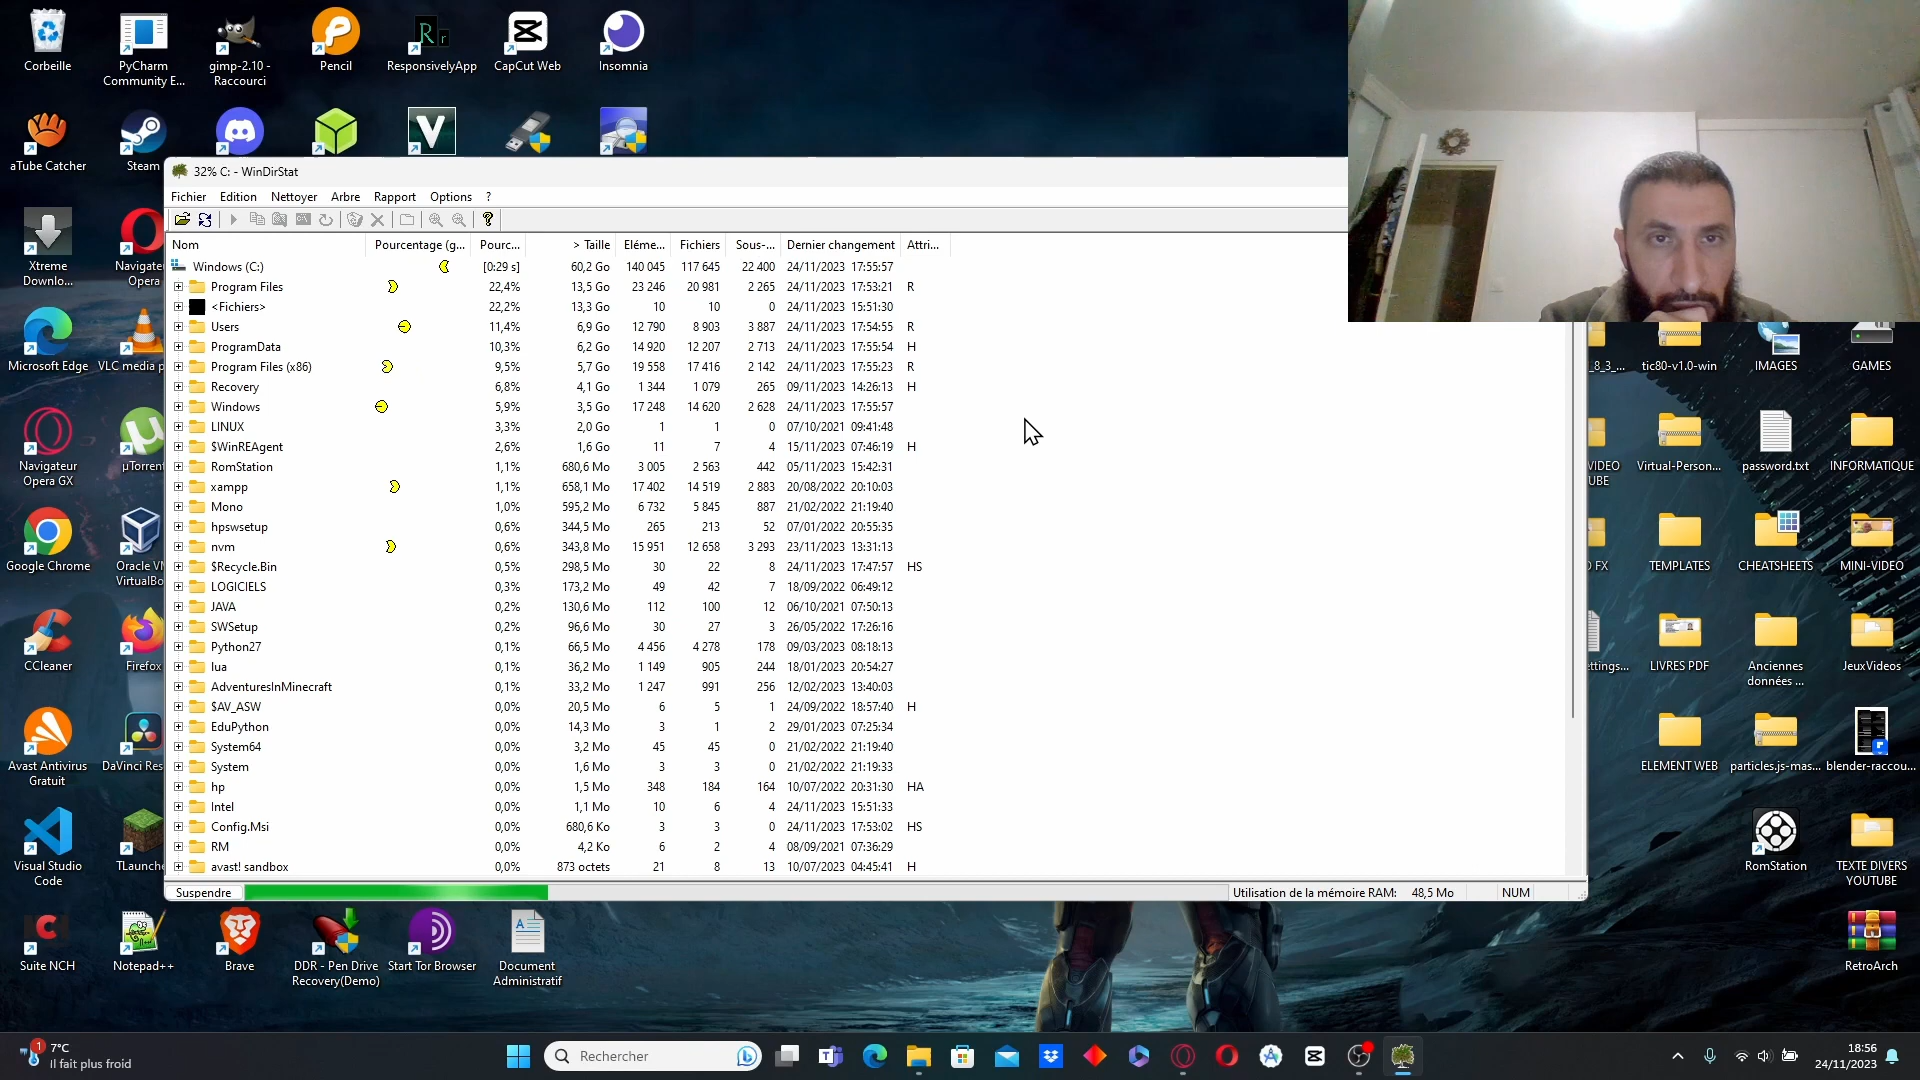 Corbeille
PyCharm
Community E...
gimp-2.10 -
Raccourci
Pencil
ResponsivelyApp
CapCut Web
Insomnia
aTube Catcher
Steam
32% C: - WinDirStat
Fichier Edition Nettoyer Arbre Rapport Options ?
Nom Pourcentage (g... Pourc... > Taille Eléme... Fichiers Sous-... Dernier changement Attri...
Windows (C:) [0:29 s] 60,2 Go 140 045 117 645 22 400 24/11/2023 17:55:57
Program Files 22,4% 13,5 Go 23 246 20 981 2 265 24/11/2023 17:53:21 R
<Fichiers> 22,2% 13,3 Go 10 10 0 24/11/2023 15:51:30
Users 11,4% 6,9 Go 12 790 8 903 3 887 24/11/2023 17:54:55 R
ProgramData 10,3% 6,2 Go 14 920 12 207 2 713 24/11/2023 17:55:54 H
Program Files (x86) 9,5% 5,7 Go 19 558 17 416 2 142 24/11/2023 17:55:23 R
Recovery 6,8% 4,1 Go 1 344 1 079 265 09/11/2023 14:26:13 H
Windows 5,9% 3,5 Go 17 248 14 620 2 628 24/11/2023 17:55:57
LINUX 3,3% 2,0 Go 1 1 0 07/10/2021 09:41:48
$WinREAgent 2,6% 1,6 Go 11 7 4 15/11/2023 07:46:19 H
RomStation 1,1% 680,6 Mo 3 005 2 563 442 05/11/2023 15:42:31
xampp 1,1% 658,1 Mo 17 402 14 519 2 883 20/08/2022 20:10:03
Mono 1,0% 595,2 Mo 6 732 5 845 887 21/02/2022 21:19:40
hpswsetup 0,6% 344,5 Mo 265 213 52 07/01/2022 20:55:35
nvm 0,6% 343,8 Mo 15 951 12 658 3 293 23/11/2023 13:31:13
$Recycle.Bin 0,5% 298,5 Mo 30 22 8 24/11/2023 17:47:57 HS
LOGICIELS 0,3% 173,2 Mo 49 42 7 18/09/2022 06:49:12
JAVA 0,2% 130,6 Mo 112 100 12 06/10/2021 07:50:13
SWSetup 0,2% 96,6 Mo 30 27 3 26/05/2022 17:26:16
Python27 0,1% 66,5 Mo 4 456 4 278 178 09/03/2023 08:18:13
lua 0,1% 36,2 Mo 1 149 905 244 18/01/2023 20:54:27
AdventuresInMinecraft 0,1% 33,2 Mo 1 247 991 256 12/02/2023 13:40:03
$AV_ASW 0,0% 20,5 Mo 6 5 1 24/09/2022 18:57:40 H
EduPython 0,0% 14,3 Mo 3 1 2 29/01/2023 07:25:34
System64 0,0% 3,2 Mo 45 45 0 21/02/2022 21:19:40
System 0,0% 1,6 Mo 3 3 0 21/02/2022 21:19:33
hp 0,0% 1,5 Mo 348 184 164 10/07/2022 20:31:30 HA
Intel 0,0% 1,1 Mo 10 6 4 24/11/2023 15:51:33
Config.Msi 0,0% 680,6 Ko 3 3 0 24/11/2023 17:53:02 HS
RM 0,0% 4,2 Ko 6 2 4 08/09/2021 07:36:29
avast! sandbox 0,0% 873 octets 21 8 13 10/07/2023 04:45:41 H
Suspendre
Utilisation de la mémoire RAM: 48,5 Mo NUM
Xtreme
Downlo...
Navigate
Opera
Microsoft Edge
VLC media p
Navigateur
Opera GX
µTorrent
Google Chrome
Oracle VM
VirtualBo
CCleaner
Firefox
Avast Antivirus
Gratuit
DaVinci Res
Visual Studio
Code
TLaunche
_8_3_...
tic80-v1.0-win
IMAGES
GAMES
VIDEO
UBE
Virtual-Person...
password.txt
INFORMATIQUE
FX
TEMPLATES
CHEATSHEETS
MINI-VIDEO
ettings...
LIVRES PDF
Anciennes
données ...
JeuxVideos
ELEMENT WEB
particles.js-mas...
blender-raccou...
RomStation
TEXTE DIVERS
YOUTUBE
Suite NCH
Notepad++
Brave
DDR - Pen Drive
Recovery(Demo)
Start Tor Browser
Document
Administratif
RetroArch
1
7°C
Il fait plus froid
Rechercher
18:56
24/11/2023